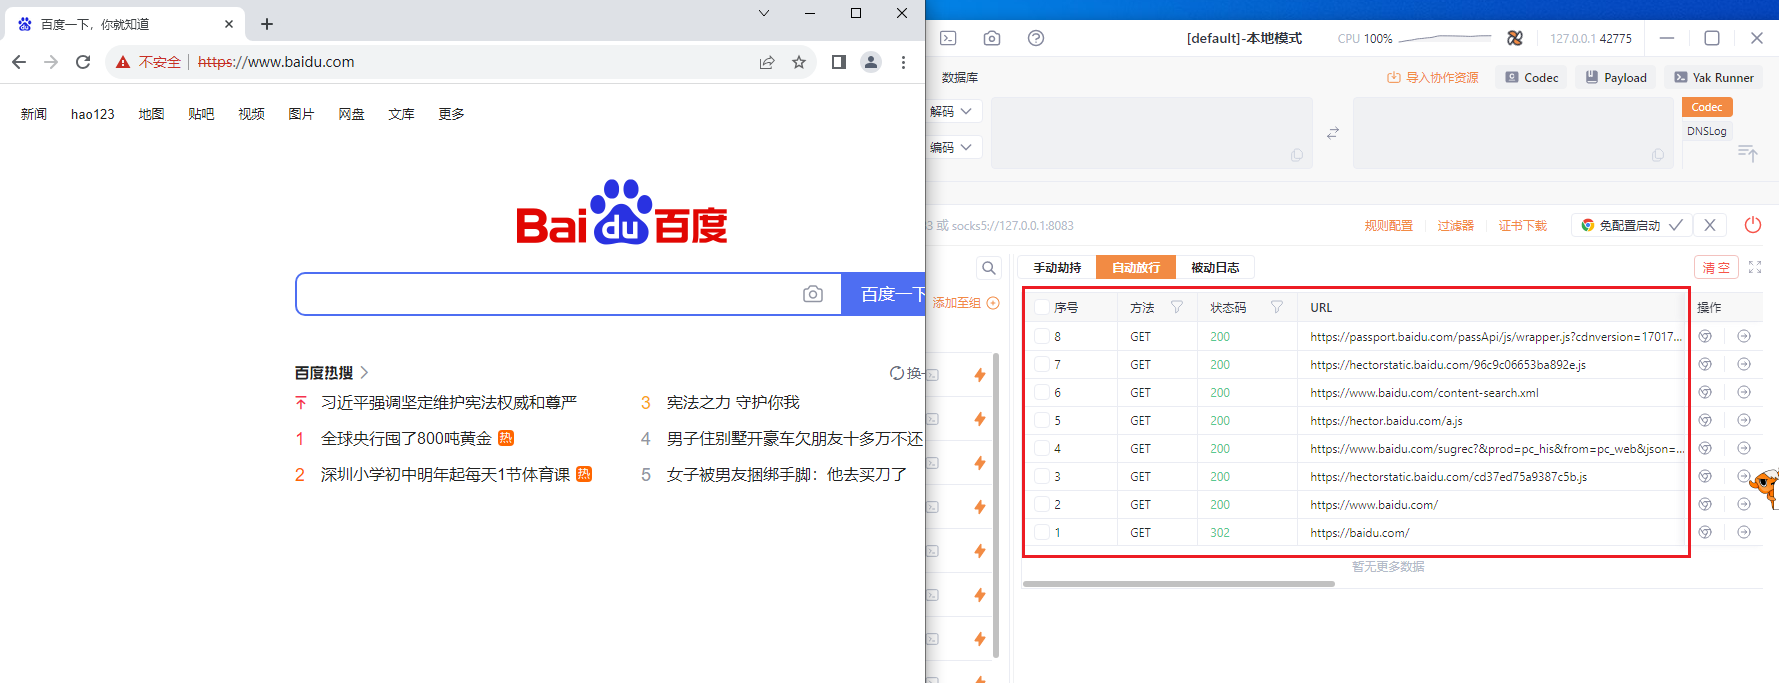 百度一下，你就知道
不安全 https://www.baidu.com
新闻 hao123 地图 贴吧 视频 图片 网盘 文库 更多
Bai du 百度
百度一下
百度热搜 换一
习近平强调坚定维护宪法权威和尊严
1 全球央行囤了800吨黄金 热
2 深圳小学初中明年起每天1节体育课 热
3 宪法之力 守护你我
4 男子住别墅开豪车欠朋友十多万不还
5 女子被男友捆绑手脚：他去买刀了
[default]-本地模式 CPU 100% 127.0.0.1 42775
数据库 导入协作资源 Codec Payload Yak Runner
解码
编码
Codec
DNSLog
3 或 socks5://127.0.0.1:8083 规则配置 过滤器 证书下载 免配置启动
添加至组
手动劫持 自动放行 被动日志 清空
序号 方法 状态码 URL 操作
8 GET 200 https://passport.baidu.com/passApi/js/wrapper.js?cdnversion=17017...
7 GET 200 https://hectorstatic.baidu.com/96c9c06653ba892e.js
6 GET 200 https://www.baidu.com/content-search.xml
5 GET 200 https://hector.baidu.com/a.js
4 GET 200 https://www.baidu.com/sugrec?&prod=pc_his&from=pc_web&json=...
3 GET 200 https://hectorstatic.baidu.com/cd37ed75a9387c5b.js
2 GET 200 https://www.baidu.com/
1 GET 302 https://baidu.com/
暂无更多数据